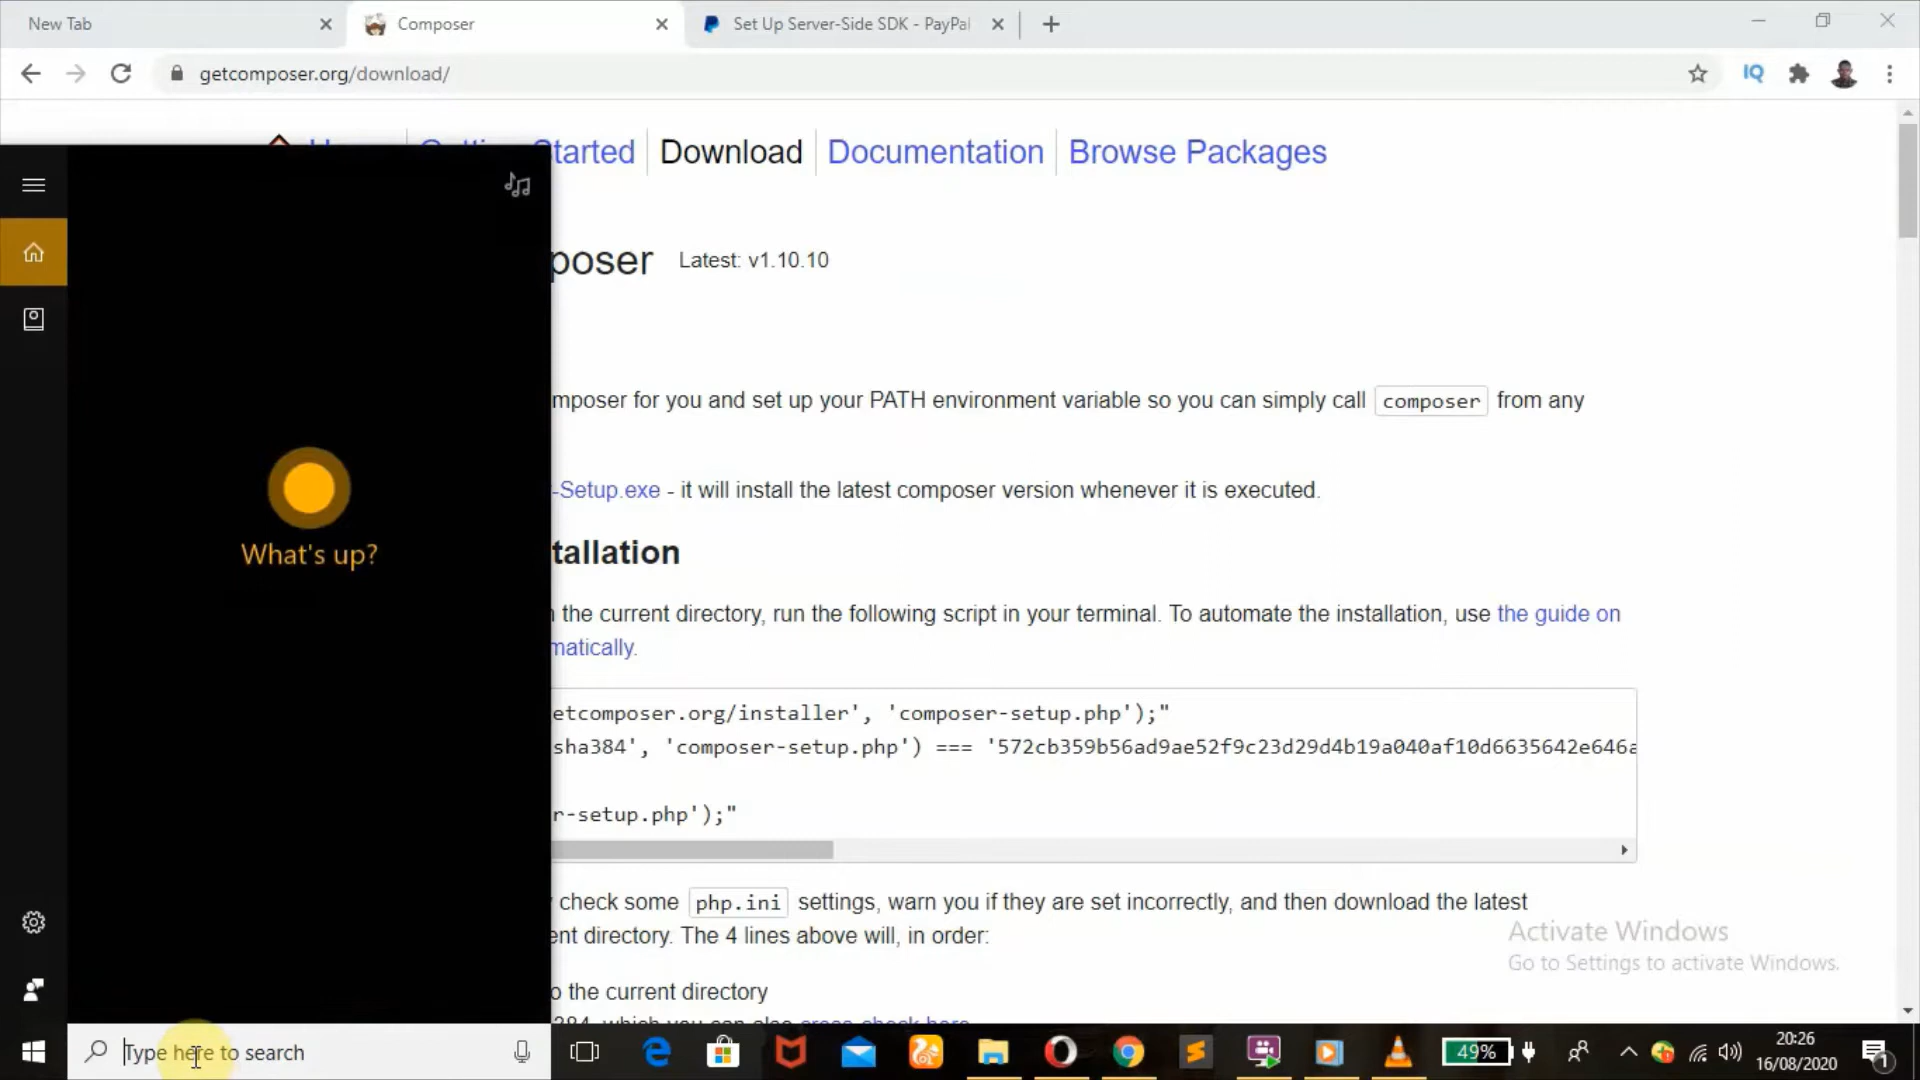 New Tab
Composer
Set Up Server-Side SDK - PayPal
getcomposer.org/download/
Started
Download
Documentation
Browse Packages
poser
Latest: v1.10.10
mposer for you and set up your PATH environment variable so you can simply call composer from any
-Setup.exe - it will install the latest composer version whenever it is executed.
tallation
the current directory, run the following script in your terminal. To automate the installation, use the guide on
matically.
etcomposer.org/installer', 'composer-setup.php');"
sha384', 'composer-setup.php') === '572cb359b56ad9ae52f9c23d29d4b19a040af10d6635642e646a
r-setup.php');"
check some php.ini settings, warn you if they are set incorrectly, and then download the latest
ent directory. The 4 lines above will, in order:
o the current directory
What's up?
Activate Windows
Go to Settings to activate Windows.
Type here to search
IQ
49%
20:26
16/08/2020
1